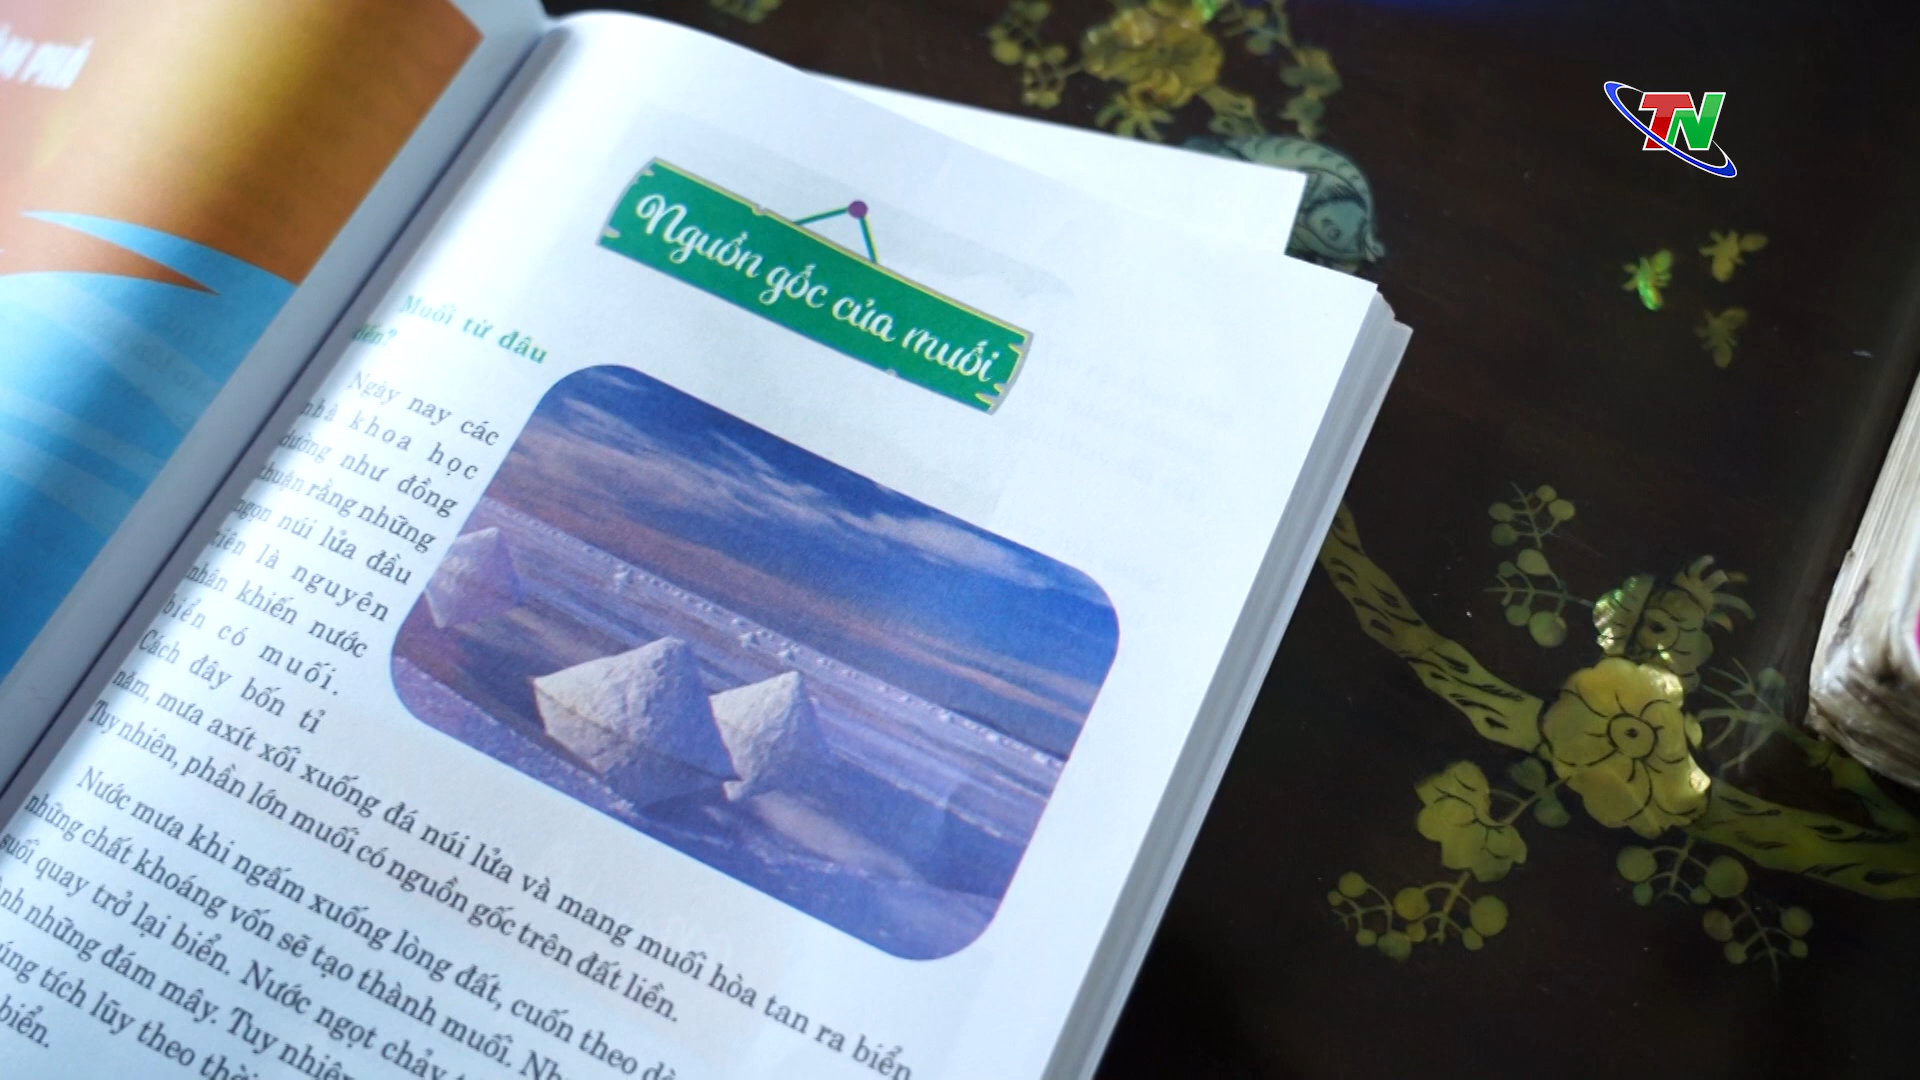 PHÁ
TN
Nguồn gốc của muối
Muối từ đâu
đến?
Ngày nay các
nhà khoa học
dường như đồng
thuận rằng những
ngọn núi lửa đầu
tiên là nguyên
nhân khiến nước
biển có muối.
Cách đây bốn tỉ
năm, mưa axít xối xuống đá núi lửa và mang muối hòa tan ra biển
Tuy nhiên, phần lớn muối có nguồn gốc trên đất liền.
Nước mưa khi ngấm xuống lòng đất, cuốn theo
những chất khoáng vốn sẽ tạo thành muối.
suối quay trở lại biển. Nước ngọt chảy
những đám mây. Tuy nhiên
tích lũy theo thời
biển.